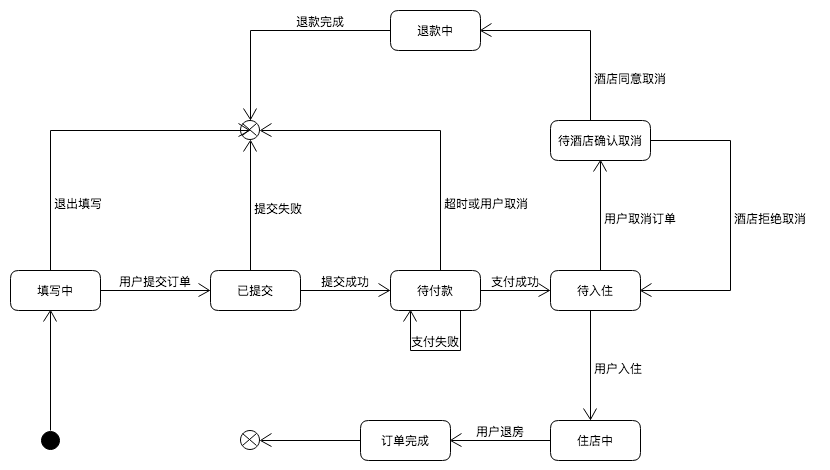 退款完成
退款中
酒店同意取消
待酒店确认取消
退出填写
提交失败
超时或用户取消
用户取消订单
酒店拒绝取消
填写中
用户提交订单
已提交
提交成功
待付款
支付成功
待入住
支付失败
用户入住
订单完成
用户退房
住店中